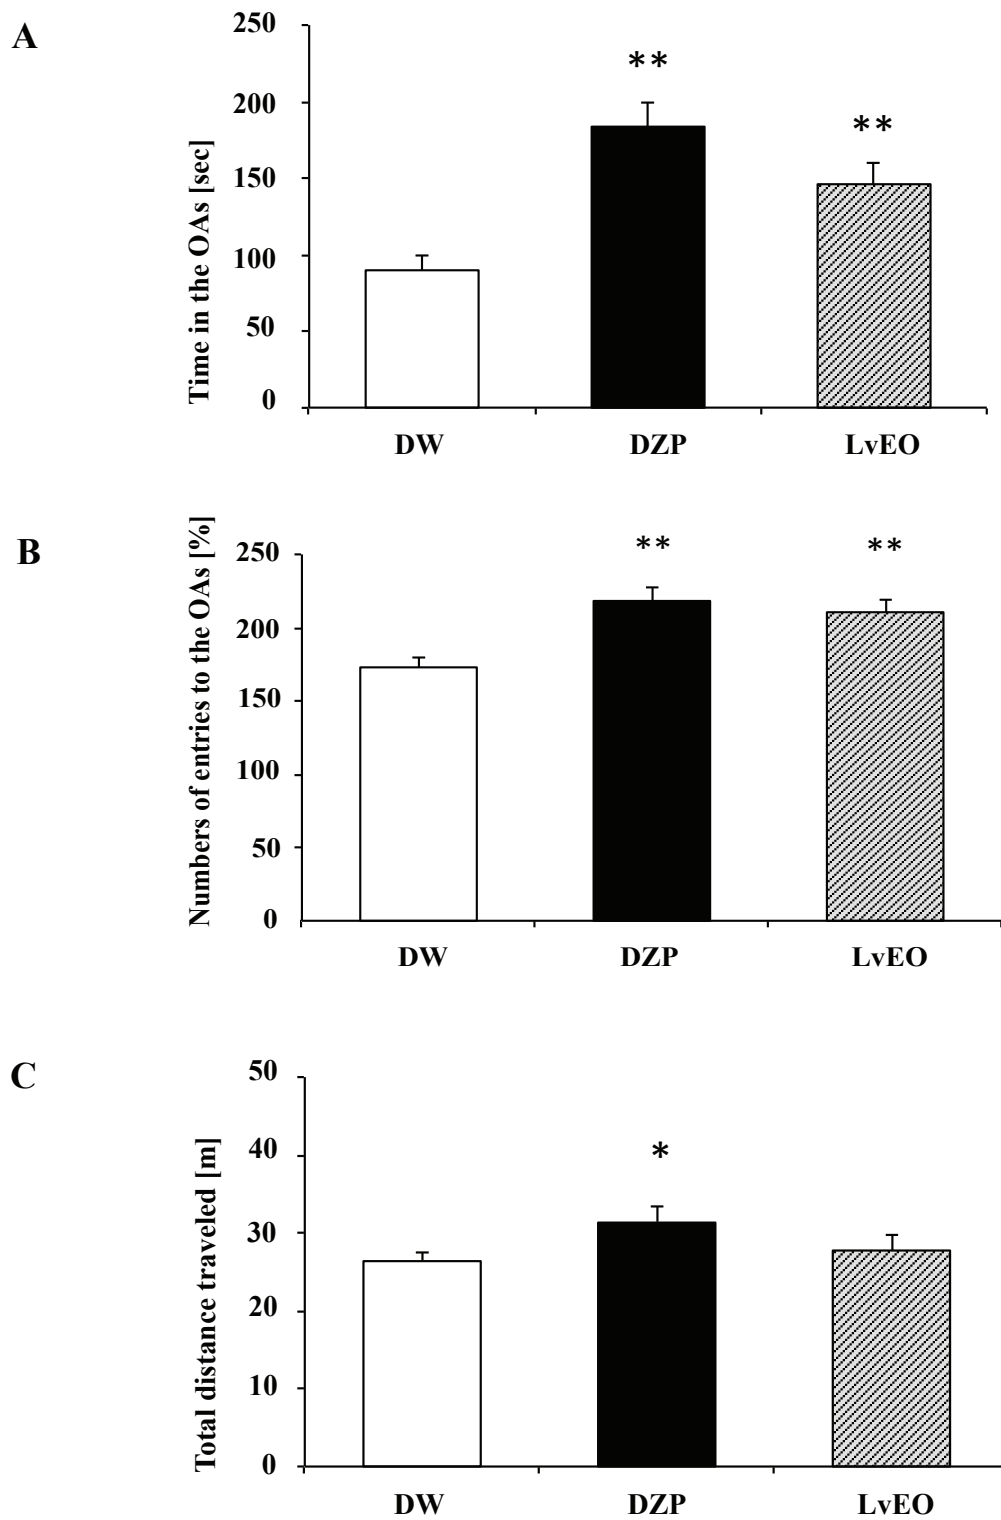 A
Time in the OAs [sec]
250
200
150
100
50
0
**
**
DW DZP LvEO
B
Numbers of entries to the OAs [%]
250
200
150
100
50
0
**
**
DW DZP LvEO
C
Total distance traveled [m]
50
40
30
20
10
0
*
DW DZP LvEO